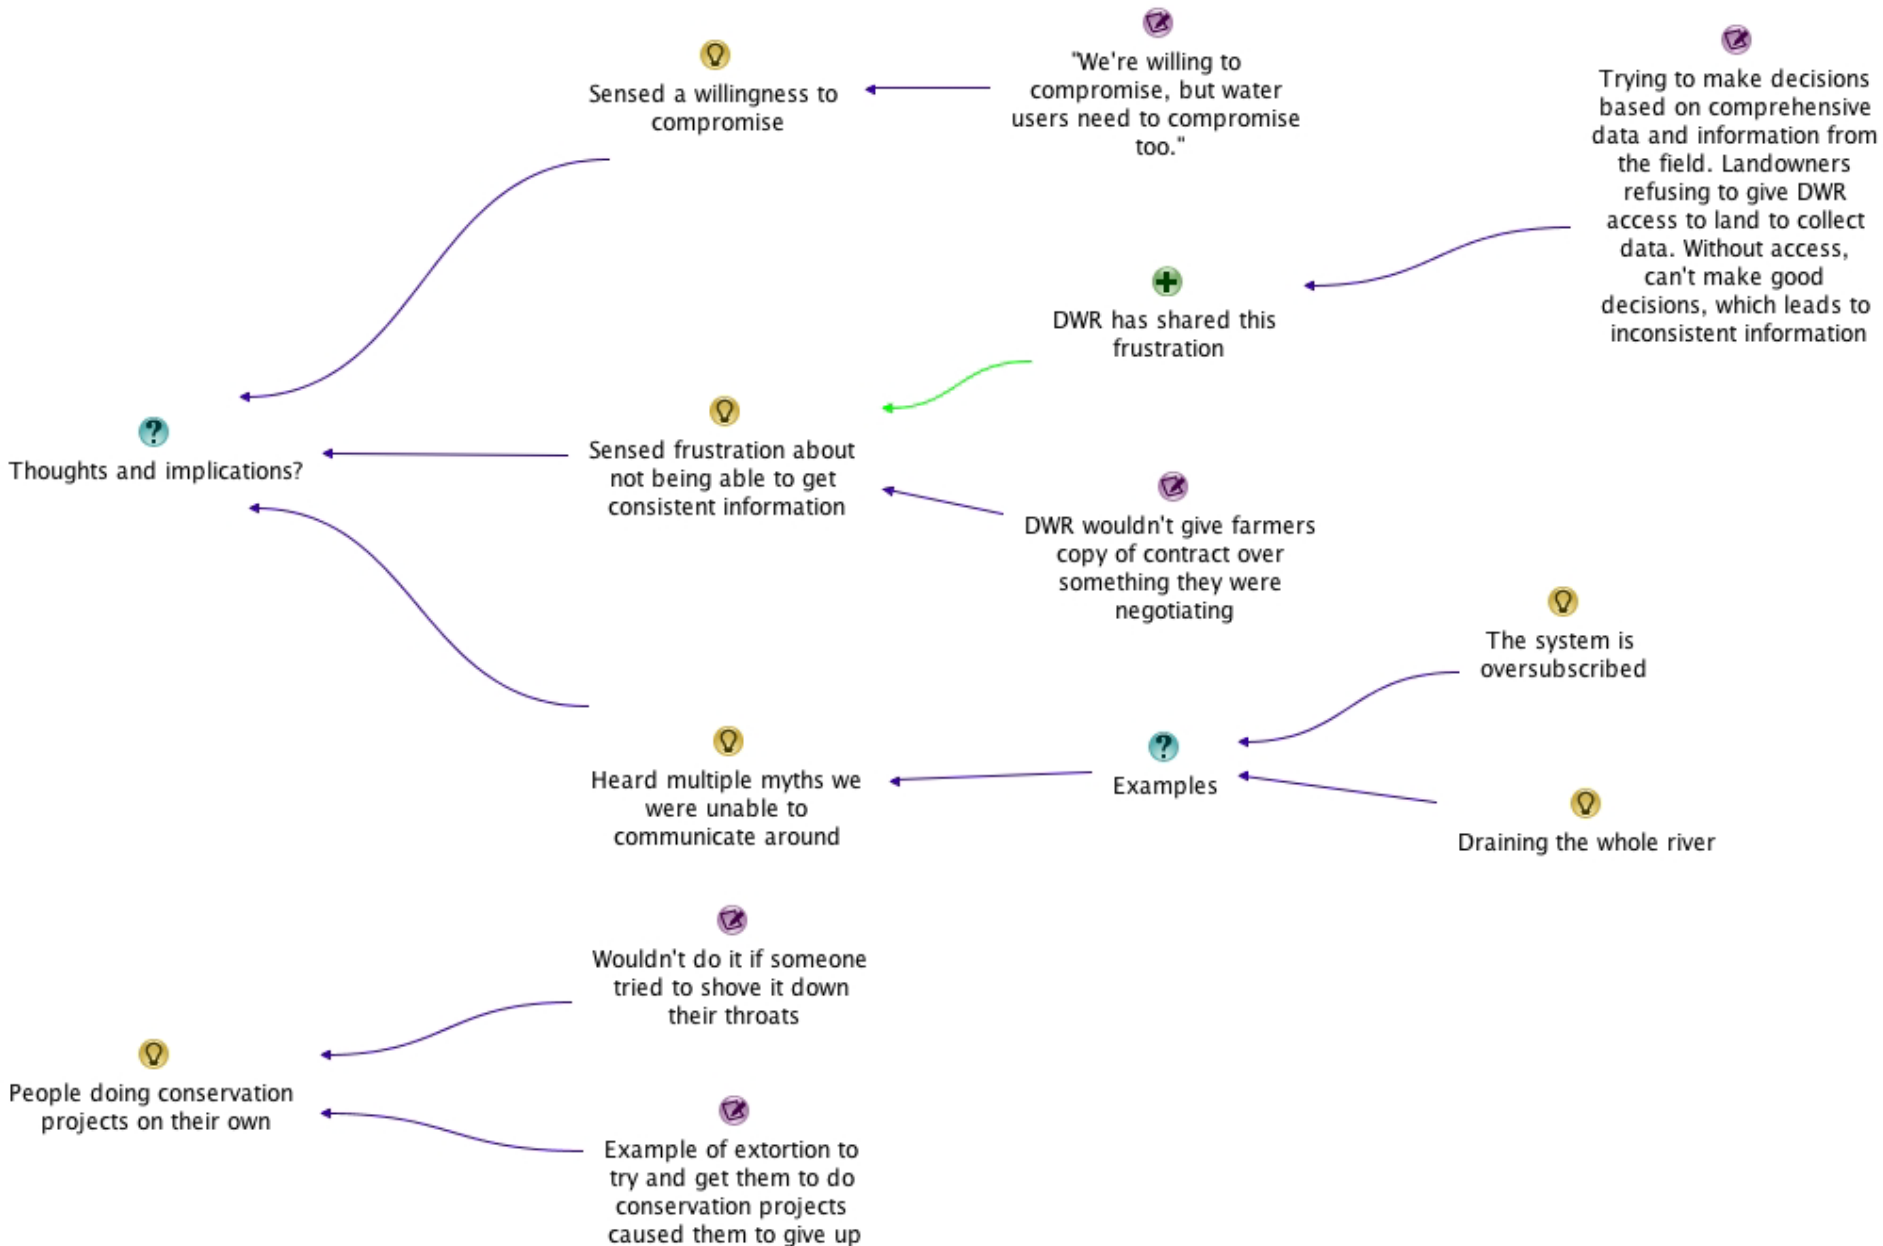 Sensed a willingness to
compromise
"We're willing to
compromise, but water
users need to compromise
too."
Trying to make decisions
based on comprehensive
data and information from
the field. Landowners
refusing to give DWR
access to land to collect
data. Without access,
can't make good
decisions, which leads to
inconsistent information
DWR has shared this
frustration
?
Thoughts and implications?
Sensed frustration about
not being able to get
consistent information
DWR wouldn't give farmers
copy of contract over
something they were
negotiating
The system is
oversubscribed
Heard multiple myths we
were unable to
communicate around
?
Examples
Draining the whole river
Wouldn't do it if someone
tried to shove it down
their throats
People doing conservation
projects on their own
Example of extortion to
try and get them to do
conservation projects
caused them to give up